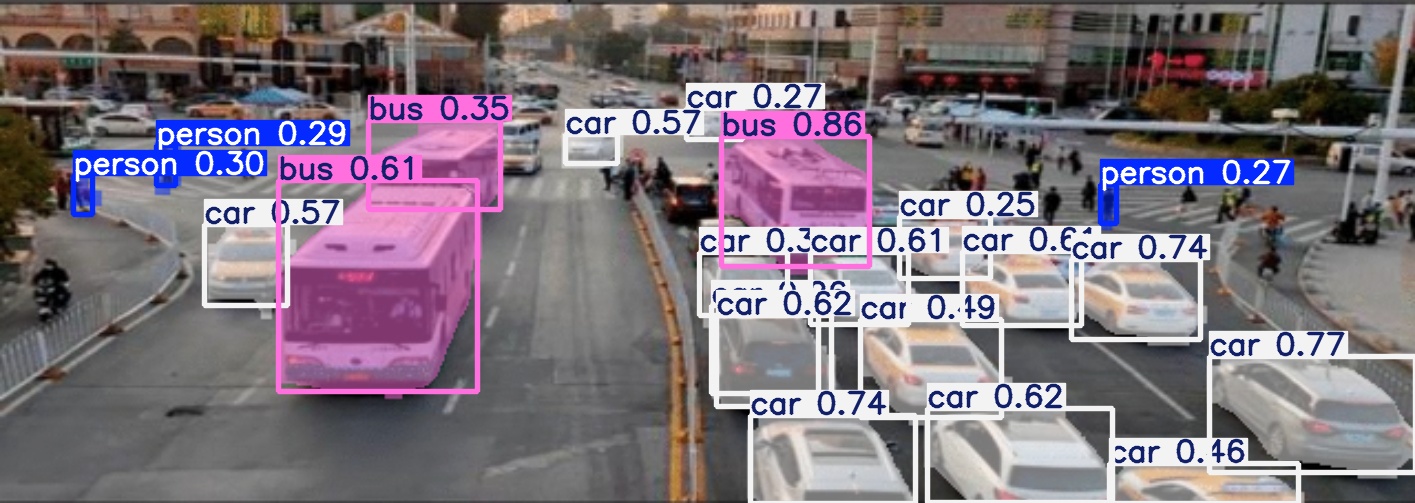 car 0.27
bus 0.35
car 0.57
bus 0.86
person 0.29
person 0.30
bus 0.61
person 0.27
car 0.57
car 0.25
car 0.3
car 0.61
car 0.6
car 0.74
car 0.62
car 0.49
car 0.77
car 0.74
car 0.62
car 0.46